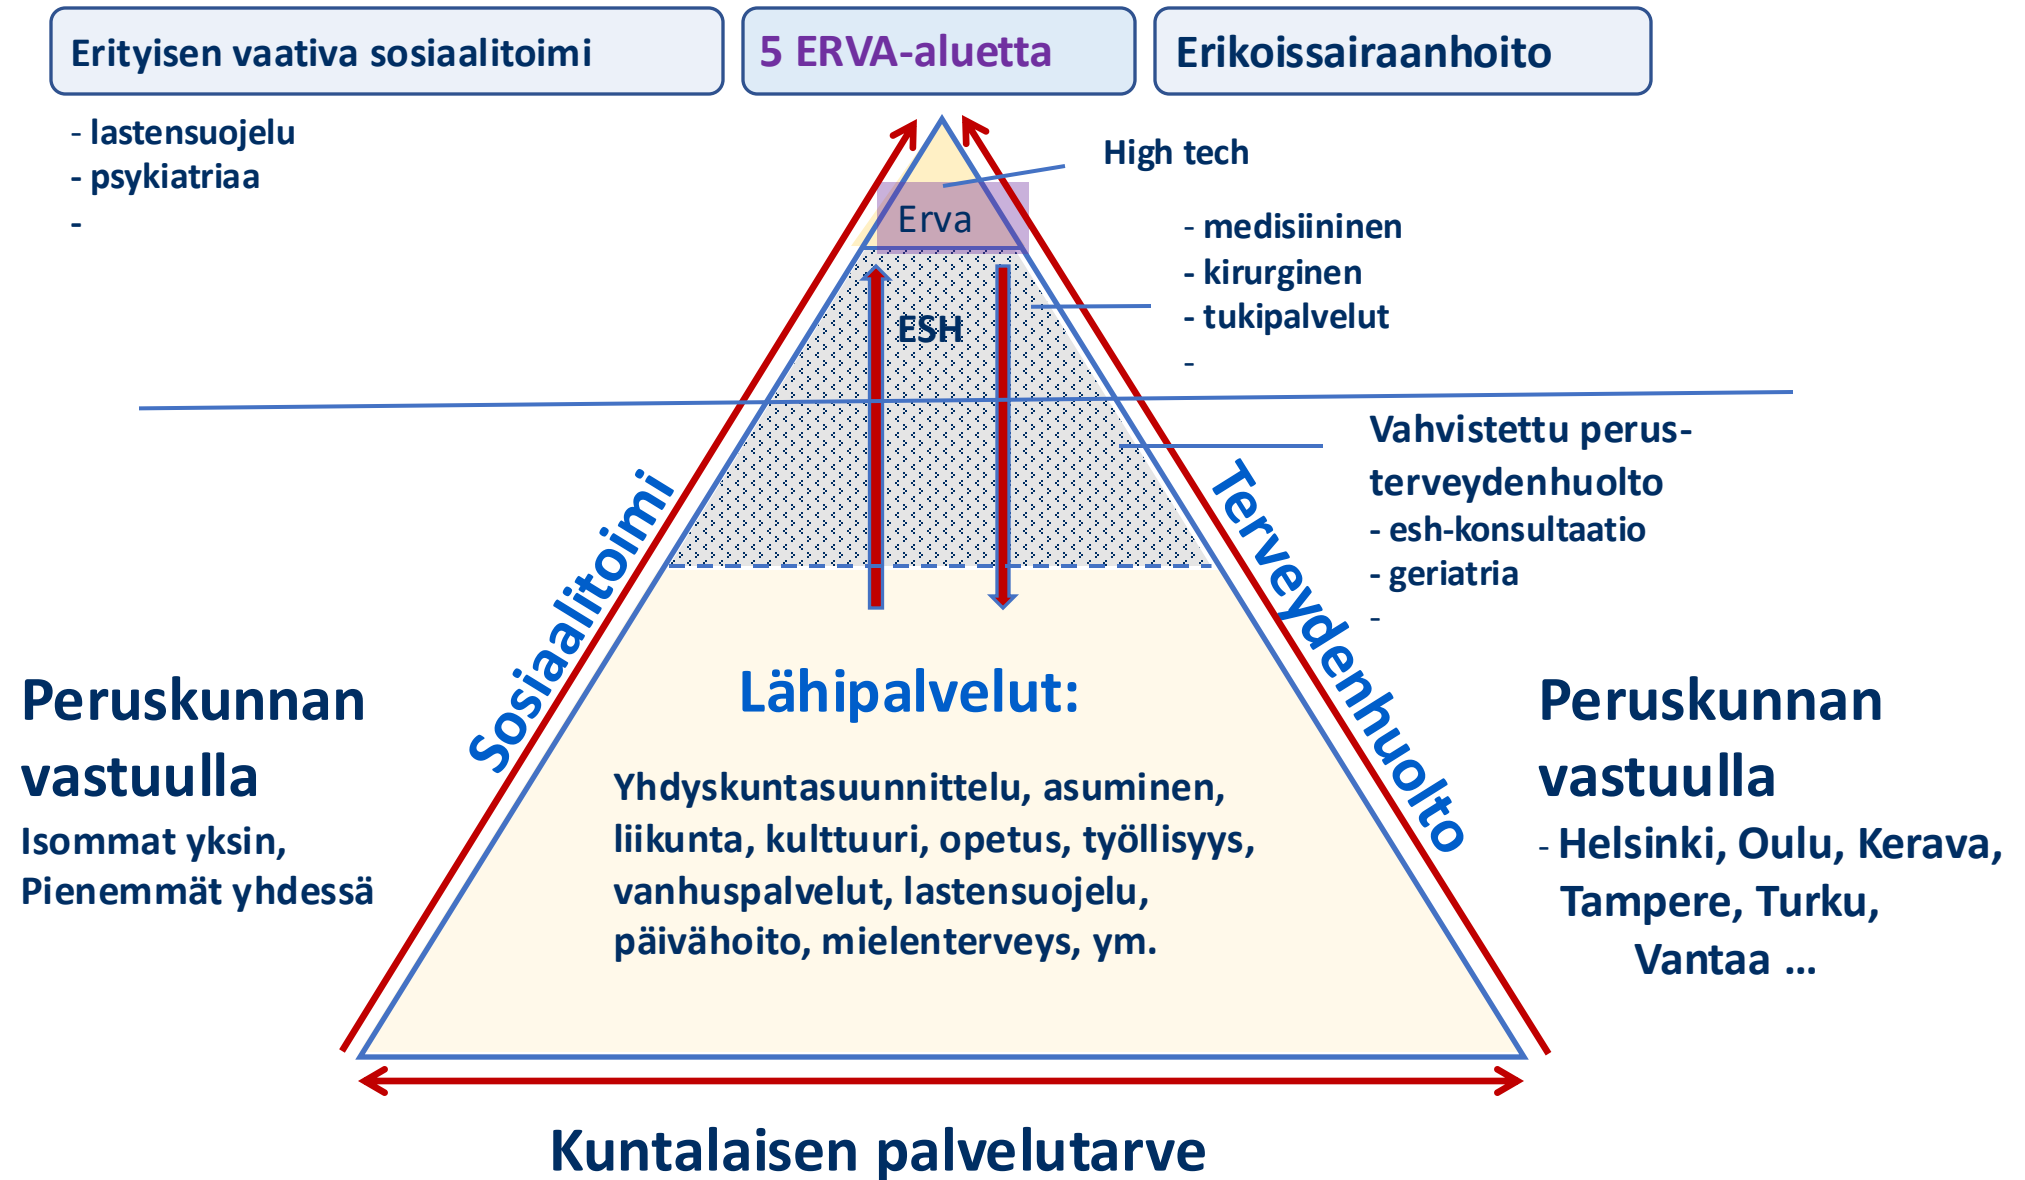 Erityisen vaativa sosiaalitoimi
5 ERVA-aluetta
Erikoissairaanhoito
- lastensuojelu
- psykiatriaa
-
High tech
Erva
- medisiininen
- kirurginen
- tukipalvelut
-
ESH
Vahvistettu perus-
terveydenhuolto
- esh-konsultaatio
- geriatria
-
Sosiaalitoimi
Terveydenhuolto
Peruskunnan
vastuulla
Isommat yksin,
Pienemmät yhdessä
Lähipalvelut:
Yhdyskuntasuunnittelu, asuminen,
liikunta, kulttuuri, opetus, työllisyys,
vanhuspalvelut, lastensuojelu,
päivähoito, mielenterveys, ym.
Peruskunnan
vastuulla
- Helsinki, Oulu, Kerava,
Tampere, Turku,
Vantaa ...
Kuntalaisen palvelutarve